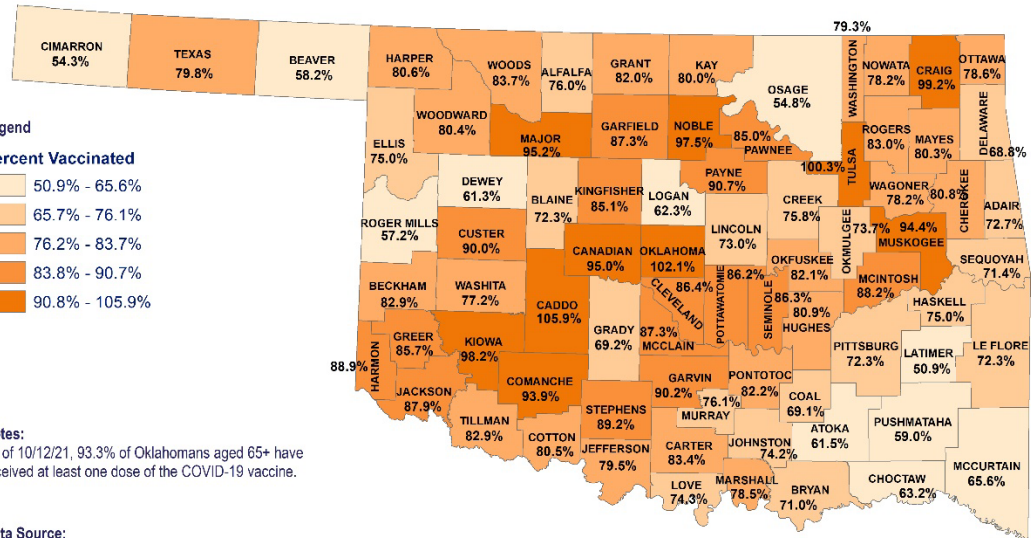 79.3%
CIMARRON
54.3%
TEXAS
79.8%
BEAVER
58.2%
HARPER
80.6%
WOODS
83.7%
ALFALFA
76.0%
GRANT
82.0%
KAY
80.0%
OSAGE
54.8%
WASHINGTON
NOWATA
78.2%
CRAIG
99.2%
OTTAWA
78.6%
DELAWARE
68.8%
WOODWARD
80.4%
ELLIS
75.0%
MAJOR
95.2%
GARFIELD
87.3%
NOBLE
97.5%
85.0%
PAWNEE
100.3%
TULSA
ROGERS
83.0%
MAYES
80.3%
egend
ercent Vaccinated
50.9% - 65.6%
65.7% - 76.1%
76.2% - 83.7%
83.8% - 90.7%
90.8% - 105.9%
ROGER MILLS
57.2%
DEWEY
61.3%
BLAINE
72.3%
KINGFISHER
85.1%
LOGAN
62.3%
PAYNE
90.7%
CREEK
75.8%
WAGONER
78.2%
80.8%
CHEROKEE
ADAIR
72.7%
CUSTER
90.0%
CANADIAN
95.0%
OKLAHOMA
102.1%
LINCOLN
73.0%
OKMULGEE
73.7%
94.4%
MUSKOGEE
SEQUOYAH
71.4%
BECKHAM
82.9%
WASHITA
77.2%
CADDO
105.9%
GRADY
69.2%
86.4%
CLEVELAND
87.3%
MCCLAIN
86.2%
POTTAWATOMIE
SEMINOLE
86.3%
OKFUSKEE
82.1%
80.9%
HUGHES
MCINTOSH
88.2%
HASKELL
75.0%
PITTSBURG
72.3%
LATIMER
50.9%
LE FLORE
72.3%
88.9%
HARMON
GREER
85.7%
KIOWA
98.2%
JACKSON
87.9%
COMANCHE
93.9%
TILLMAN
82.9%
COTTON
80.5%
STEPHENS
89.2%
JEFFERSON
79.5%
GARVIN
90.2%
76.1%
MURRAY
PONTOTOC
82.2%
COAL
69.1%
ATOKA
61.5%
PUSHMATAHA
59.0%
MCCURTAIN
65.6%
CARTER
83.4%
JOHNSTON
74.2%
LOVE
74.3%
MARSHALL
78.5%
BRYAN
71.0%
CHOCTAW
63.2%
tes:
of 10/12/21, 93.3% of Oklahomans aged 65+ have
ceived at least one dose of the COVID-19 vaccine.
ta Source: